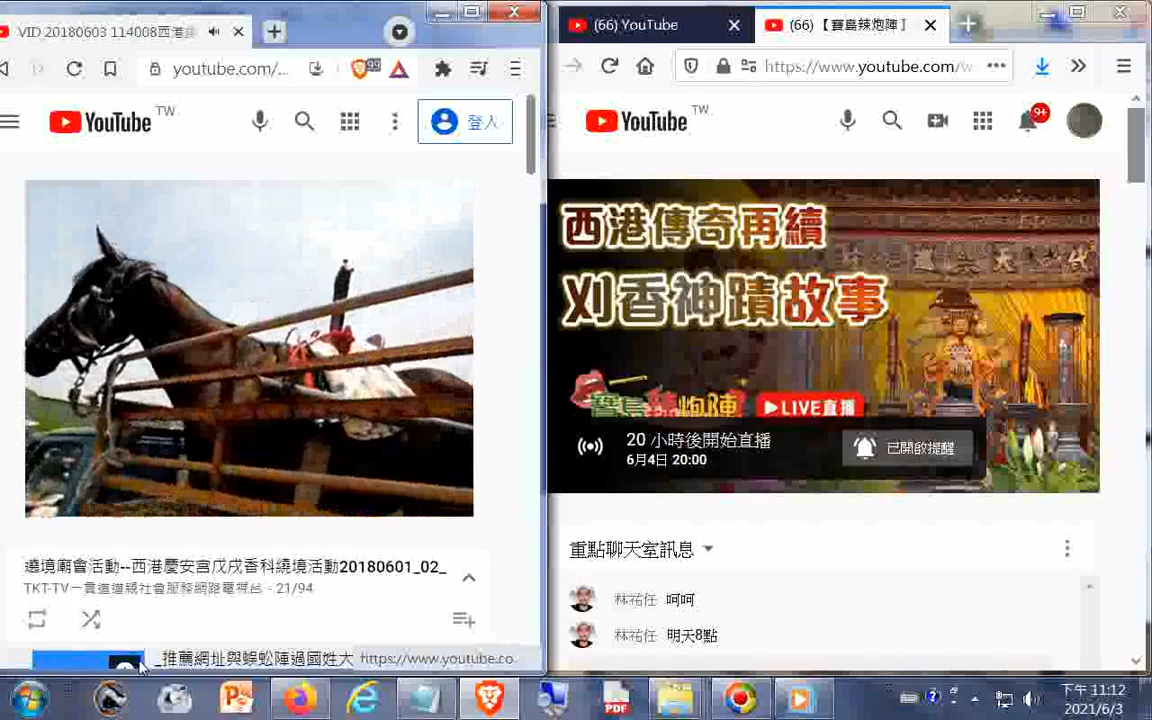 VID 20180603 114008西港
youtube.com/...
99
YouTube TW
登入
遶境廟會活動--西港慶安宮戊戌香科繞境活動20180601_02_
TKT-TV一貫道道親社會服務網路電視台 - 21/94
_推薦網址與蜈蚣陣過國姓大
https://www.youtube.co
(66) YouTube
(66) 【寶島辣炮陣】
https://www.youtube.com/w
YouTube TW
9+
西港傳奇再續
刈香神蹟故事
寶島辣炮陣
LIVE直播
20 小時後開始直播
6月4日 20:00
已開啟提醒
重點聊天室訊息
林祐任 呵呵
林祐任 明天8點
PDF
下午 11:12
2021/6/3